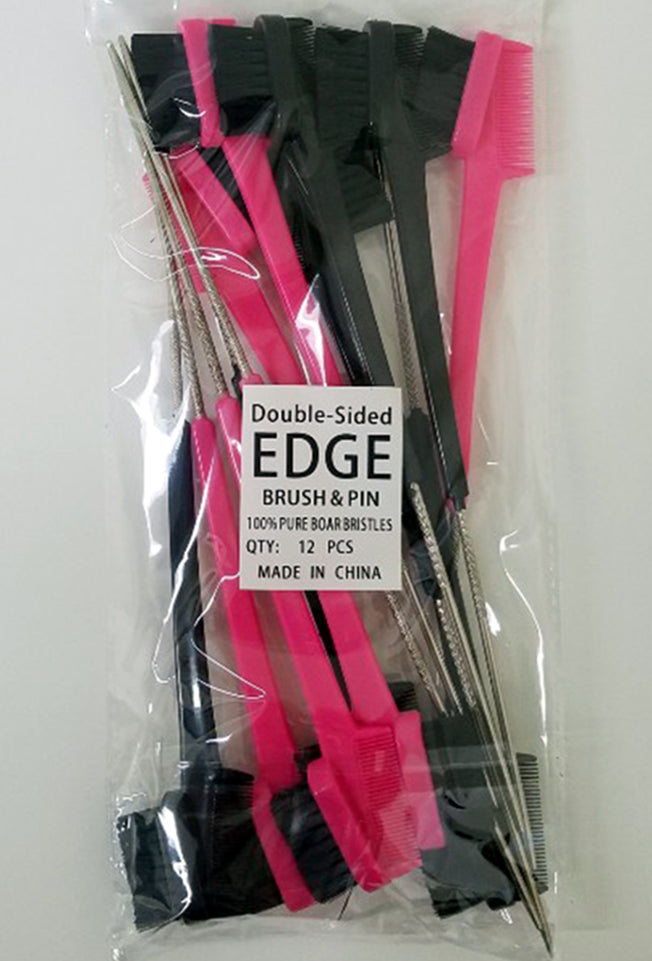 Double-Sided
EDGE
BRUSH & PIN
100% PURE BOAR BRISTLES
QTY: 12 PCS
MADE IN CHINA